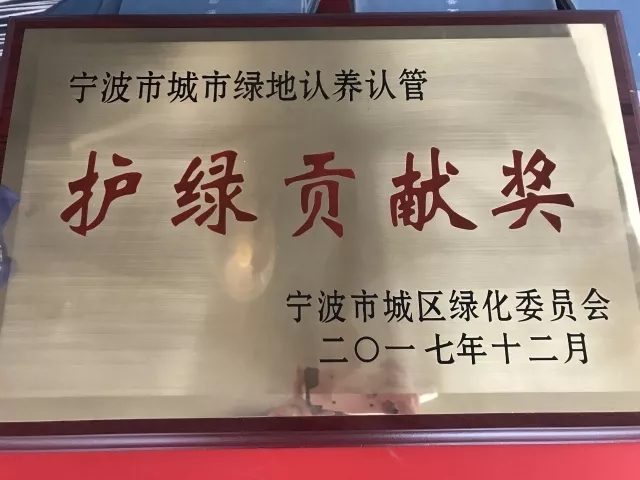 宁波市城市绿地认养认管
护绿贡献奖
宁波市城区绿化委员会
二〇一七年十二月